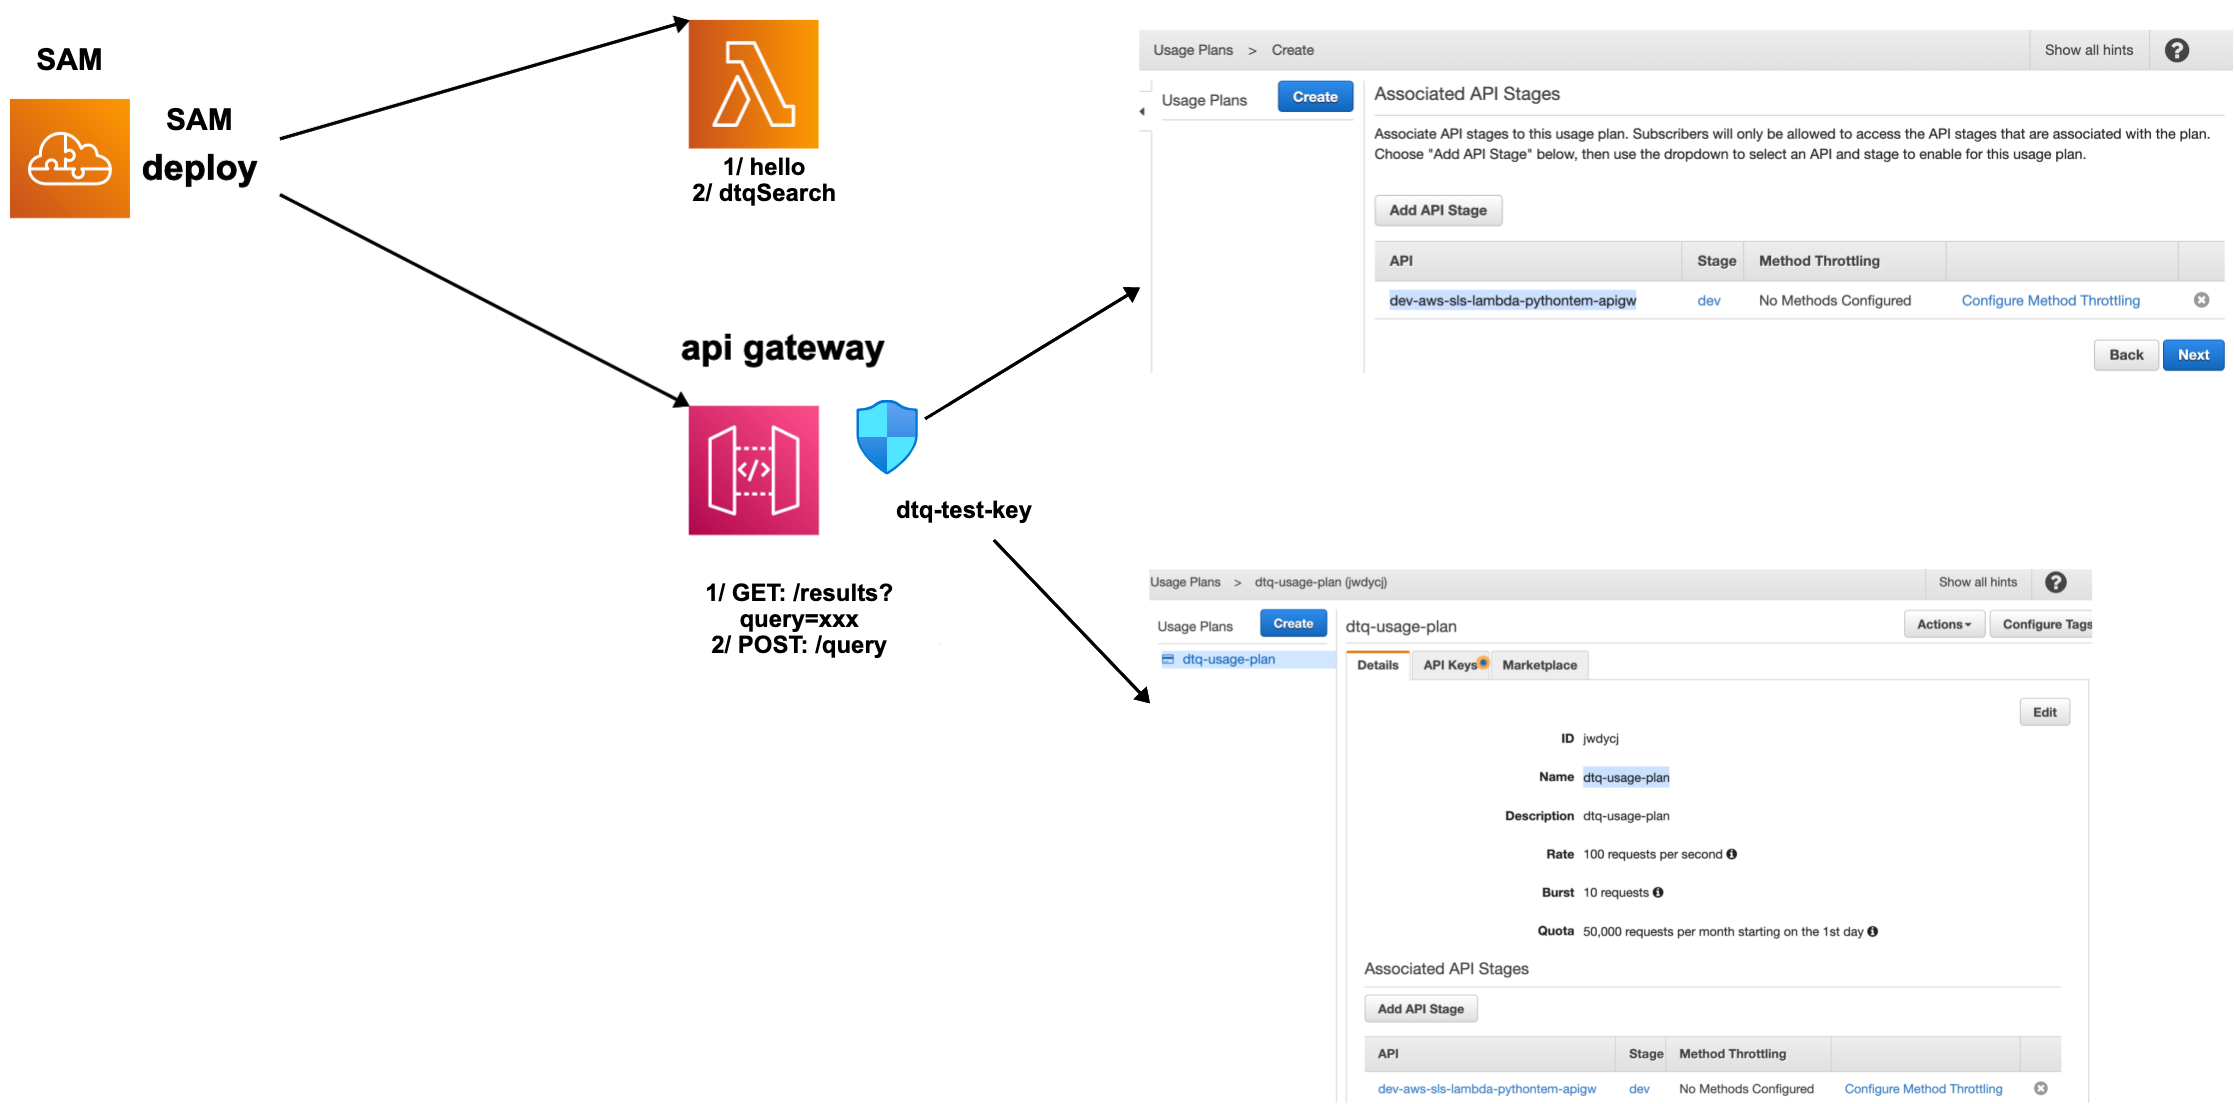 SAM
SAM
deploy
1/ hello
2/ dtqSearch
api gateway
</>
dtq-test-key
1/ GET: /results?
query=xxx
2/ POST: /query
Usage Plans > Create
Show all hints
?
Usage Plans
Create
Associated API Stages
Associate API stages to this usage plan. Subscribers will only be allowed to access the API stages that are associated with the plan.
Choose "Add API Stage" below, then use the dropdown to select an API and stage to enable for this usage plan.
Add API Stage
API Stage Method Throttling
dev-aws-sls-lambda-pythontem-apigw dev No Methods Configured Configure Method Throttling
Back Next
Usage Plans > dtq-usage-plan (jwdycj)
Show all hints
?
Usage Plans
Create
dtq-usage-plan
dtq-usage-plan
Actions
Configure Tags
Details API Keys Marketplace
Edit
ID jwdycj
Name dtq-usage-plan
Description dtq-usage-plan
Rate 100 requests per second
Burst 10 requests
Quota 50,000 requests per month starting on the 1st day
Associated API Stages
Add API Stage
API Stage Method Throttling
dev-aws-sls-lambda-pythontem-apigw dev No Methods Configured Configure Method Throttling